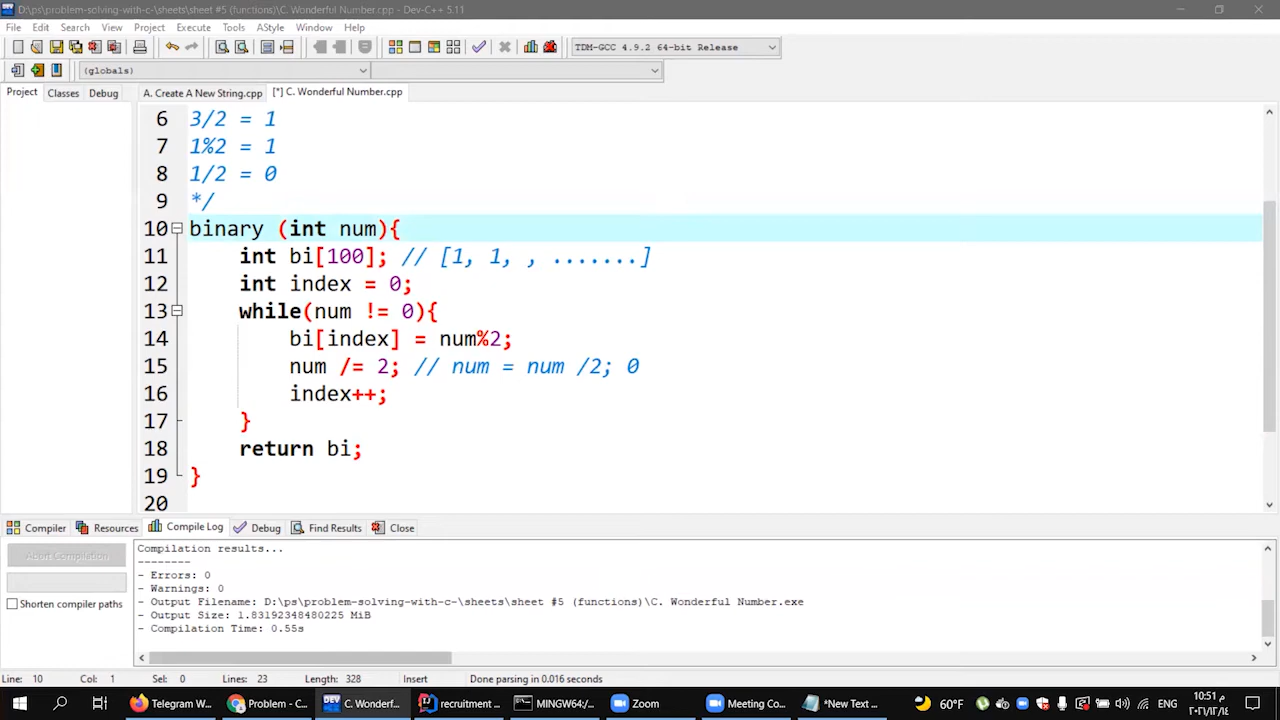 D:\ps\problem-solving-with-c-\sheets\sheet #5 (functions)\C. Wonderful Number.cpp - Dev-C++ 5.11
File Edit Search View Project Execute Tools AStyle Window Help
TDM-GCC 4.9.2 64-bit Release
(globals)
Project Classes Debug A. Create A New String.cpp [*] C. Wonderful Number.cpp
6 3/2 = 1
7 1%2 = 1
8 1/2 = 0
9 */
10 binary (int num){
11 int bi[100]; // [1, 1, , .......]
12 int index = 0;
13 while(num != 0){
14 bi[index] = num%2;
15 num /= 2; // num = num /2; 0
16 index++;
17 }
18 return bi;
19 }
20
Compiler Resources Compile Log Debug Find Results Close
Abort Compilation
Shorten compiler paths
Compilation results...
--------
- Errors: 0
- Warnings: 0
- Output Filename: D:\ps\problem-solving-with-c-\sheets\sheet #5 (functions)\C. Wonderful Number.exe
- Output Size: 1.83192348480225 MiB
- Compilation Time: 0.55s
Line: 10 Col: 1 Sel: 0 Lines: 23 Length: 328 Insert Done parsing in 0.016 seconds
Telegram W... Problem - C... C. Wonderf... recruitment ... MINGW64:/... Zoom Meeting Co... *New Text ... 60°F ENG 10:51